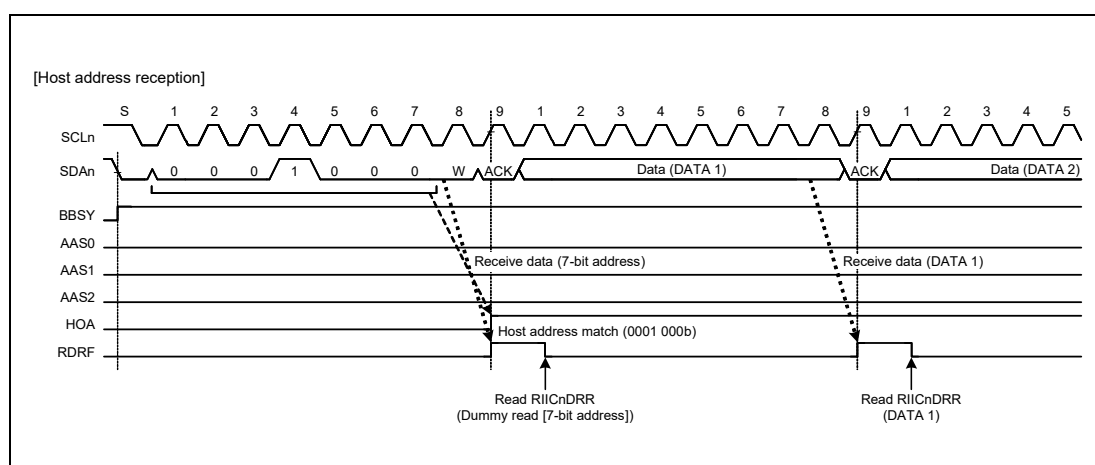 [Host address reception]
S 1 2 3 4 5 6 7 8 9 1 2 3 4 5 6 7 8 9 1 2 3 4 5
SCLn
SDAn 0 0 0 1 0 0 0 W ACK Data (DATA 1) ACK Data (DATA 2)
BBSY
AAS0
AAS1 Receive data (7-bit address) Receive data (DATA 1)
AAS2
HOA Host address match (0001 000b)
RDRF
Read RIICnDRR Read RIICnDRR
(Dummy read [7-bit address]) (DATA 1)